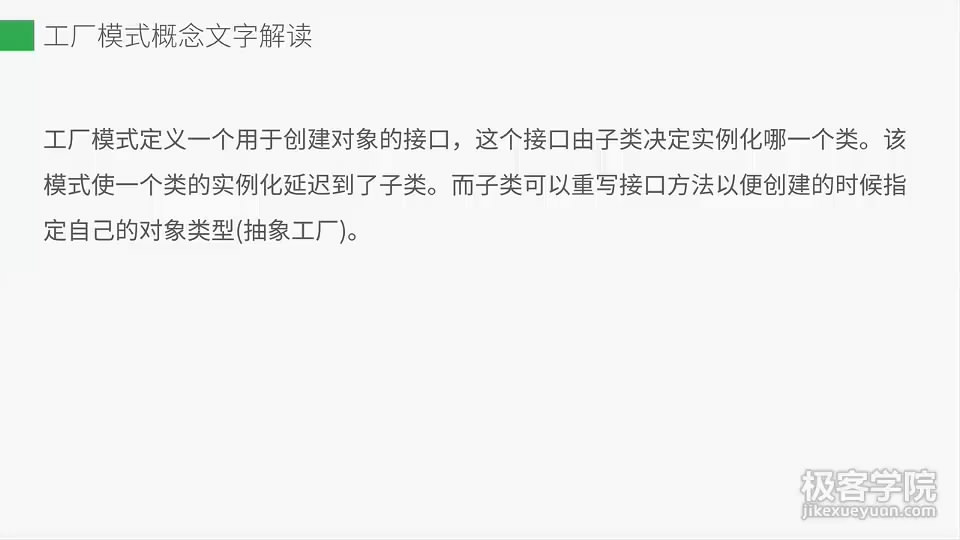 工厂模式概念文字解读
工厂模式定义一个用于创建对象的接口，这个接口由子类决定实例化哪一个类。该
模式使一个类的实例化延迟到了子类。而子类可以重写接口方法以便创建的时候指
定自己的对象类型(抽象工厂)。
极客学院
jikexueyuan.com